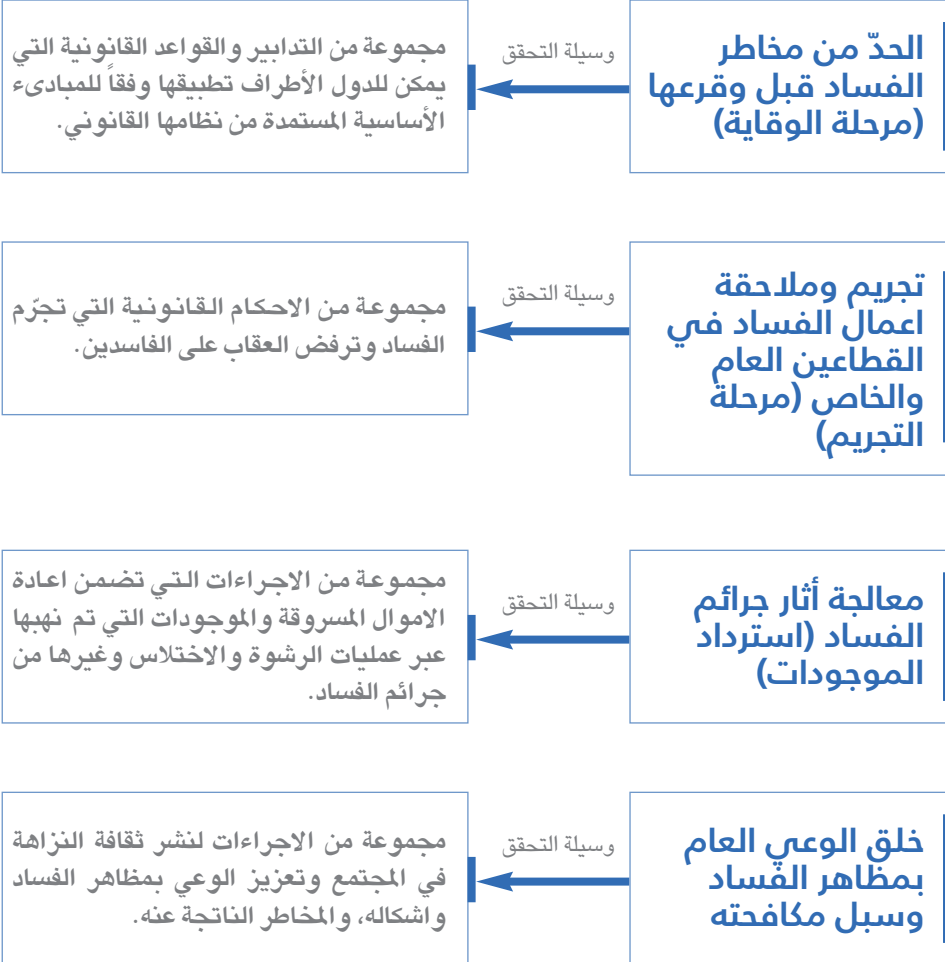 الحدّ من مخاطر
الفساد قبل وقرعها
(مرحلة الوقاية)
وسيلة التحقق
مجموعة من التدابير والقواعد القانونية التي
يمكن للدول الأطراف تطبيقها وفقاً للمبادىء
الأساسية المستمدة من نظامها القانوني.
تجريم وملاحقة
اعمال الفساد في
القطاعين العام
والخاص (مرحلة
التجريم)
وسيلة التحقق
مجموعة من الاحكام القانونية التي تجرّم
الفساد وترفض العقاب على الفاسدين.
معالجة أثار جرائم
الفساد (استرداد
الموجودات)
وسيلة التحقق
مجموعة من الاجراءات التي تضمن اعادة
الاموال المسروقة والموجودات التي تم نهبها
عبر عمليات الرشوة والاختلاس وغيرها من
جرائم الفساد.
خلق الوعي العام
بمظاهر الفساد
وسبل مكافحته
وسيلة التحقق
مجموعة من الاجراءات لنشر ثقافة النزاهة
في المجتمع وتعزيز الوعي بمظاهر الفساد
واشكاله، والمخاطر الناتجة عنه.